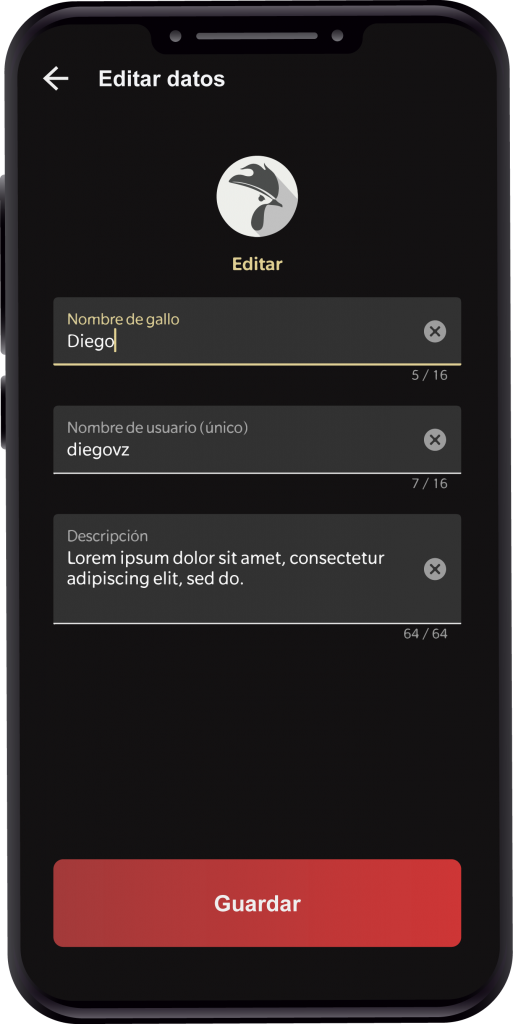 Editar datos
Editar
Nombre de gallo
Diego
5 / 16
Nombre de usuario (único)
diegovz
7 / 16
Descripción
Lorem ipsum dolor sit amet, consectetur
adipiscing elit, sed do.
64 / 64
Guardar